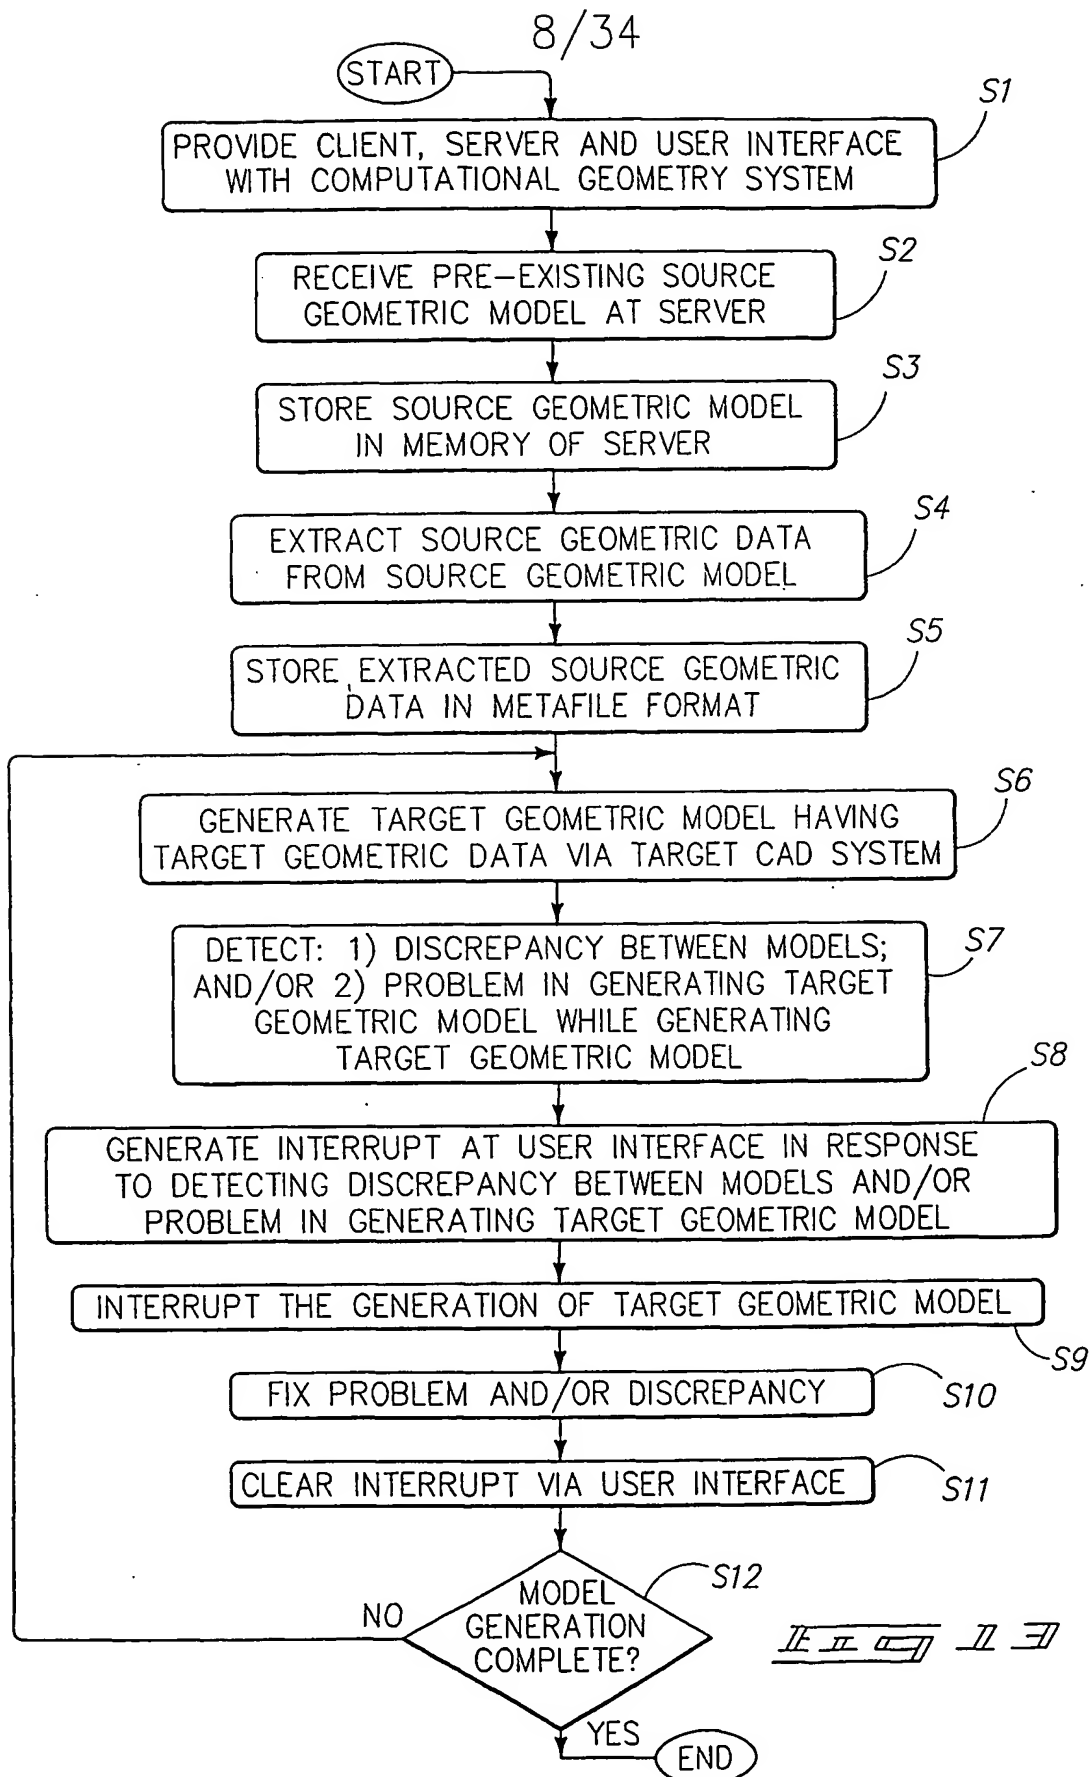 8/34
START
S1
PROVIDE CLIENT, SERVER AND USER INTERFACE
WITH COMPUTATIONAL GEOMETRY SYSTEM
S2
RECEIVE PRE-EXISTING SOURCE
GEOMETRIC MODEL AT SERVER
S3
STORE SOURCE GEOMETRIC MODEL
IN MEMORY OF SERVER
S4
EXTRACT SOURCE GEOMETRIC DATA
FROM SOURCE GEOMETRIC MODEL
S5
STORE EXTRACTED SOURCE GEOMETRIC
DATA IN METAFILE FORMAT
S6
GENERATE TARGET GEOMETRIC MODEL HAVING
TARGET GEOMETRIC DATA VIA TARGET CAD SYSTEM
S7
DETECT: 1) DISCREPANCY BETWEEN MODELS;
AND/OR 2) PROBLEM IN GENERATING TARGET
GEOMETRIC MODEL WHILE GENERATING
TARGET GEOMETRIC MODEL
S8
GENERATE INTERRUPT AT USER INTERFACE IN RESPONSE
TO DETECTING DISCREPANCY BETWEEN MODELS AND/OR
PROBLEM IN GENERATING TARGET GEOMETRIC MODEL
INTERRUPT THE GENERATION OF TARGET GEOMETRIC MODEL
S9
FIX PROBLEM AND/OR DISCREPANCY
S10
CLEAR INTERRUPT VIA USER INTERFACE
S11
S12
MODEL
GENERATION
COMPLETE?
NO
FIG 13
YES
END